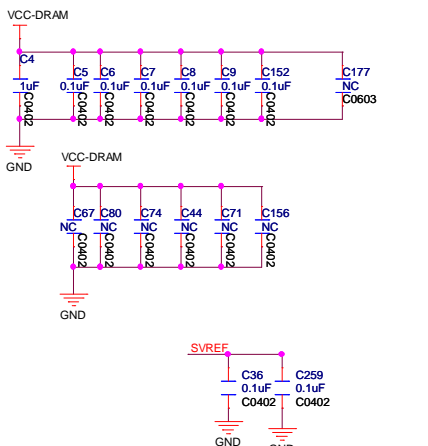 VCC-DRAM
C4 C5 C6 C7 C8 C9 C152 C177
1uF 0.1uF 0.1uF 0.1uF 0.1uF 0.1uF 0.1uF NC
C0402 C0402 C0402 C0402 C0402 C0402 C0402 C0603
GND
VCC-DRAM
C67 C80 C74 C44 C71 C156
NC NC NC NC NC NC
C0402 C0402 C0402 C0402 C0402 C0402
GND
SVREF
C36 C259
0.1uF 0.1uF
C0402 C0402
GND GND